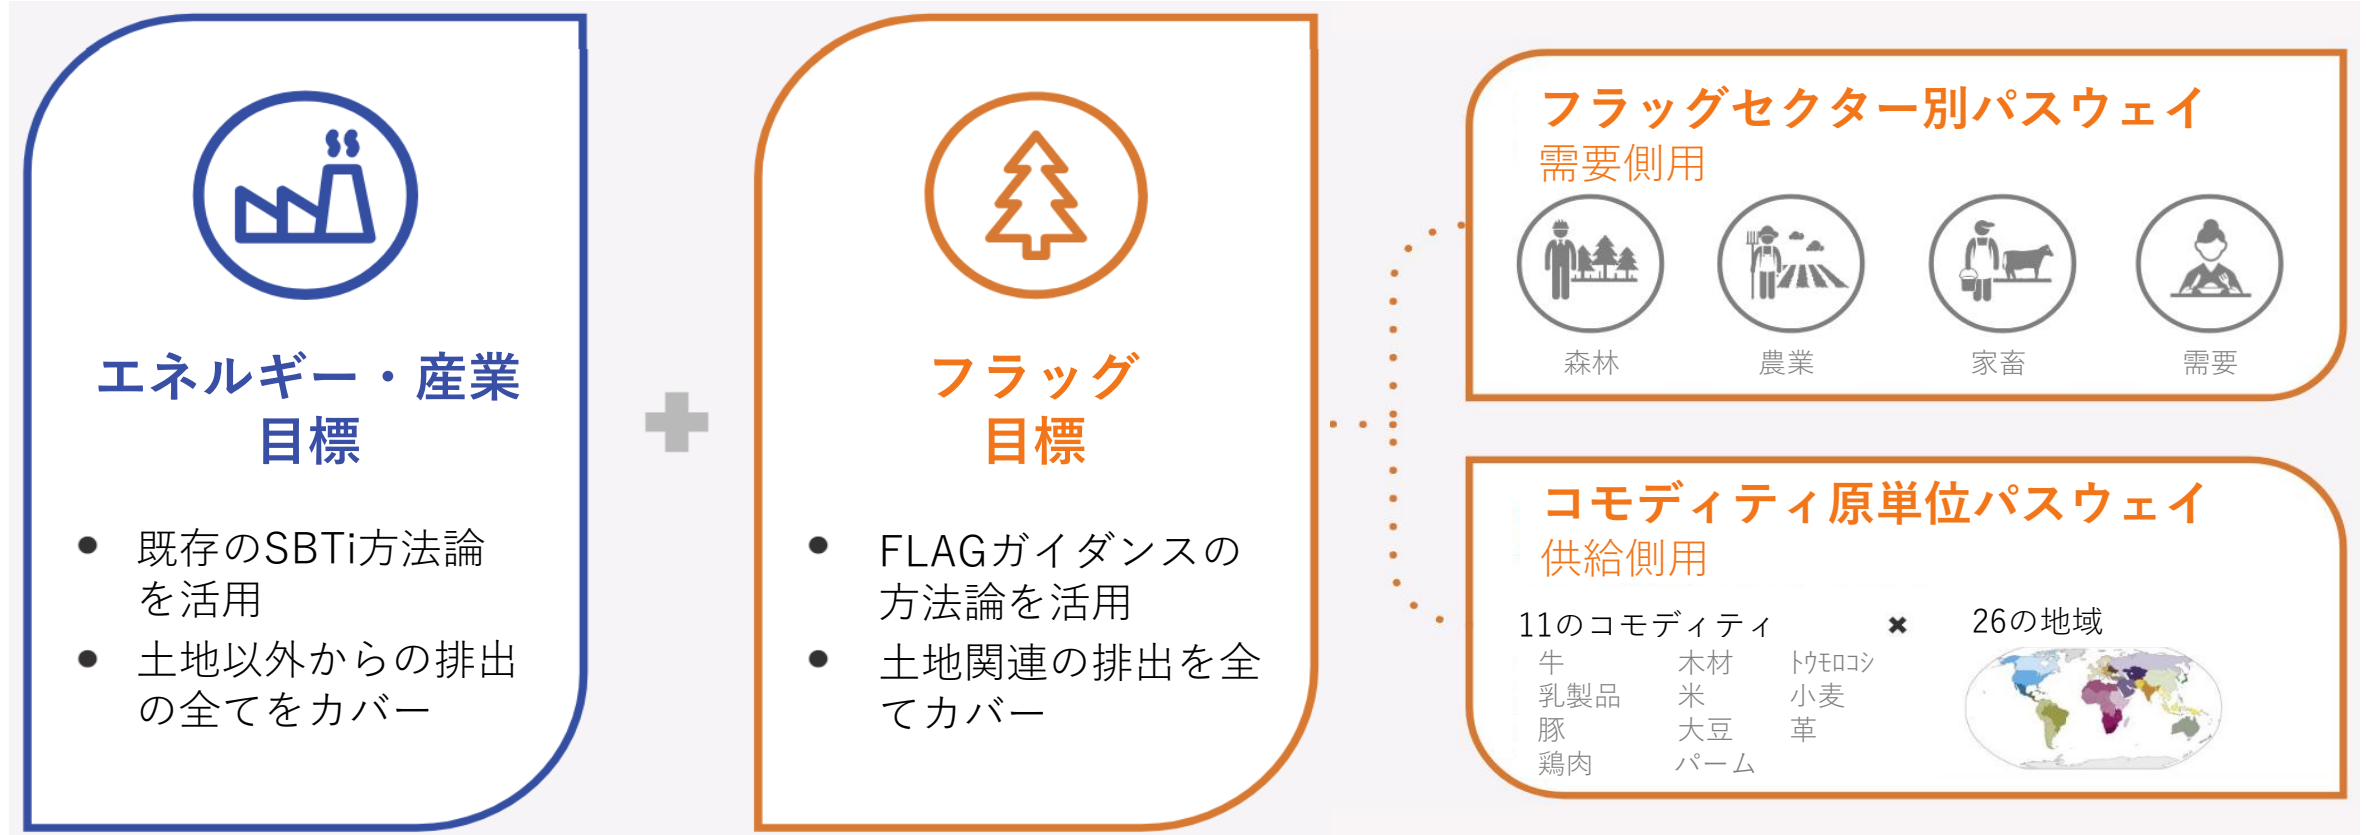 エネルギー・産業
目標
● 既存のSBTi方法論
を活用
● 土地以外からの排出
の全てをカバー
フラッグ
目標
● FLAGガイダンスの
方法論を活用
● 土地関連の排出を全
てカバー
フラッグセクター別パスウェイ
需要側用
森林 農業 家畜 需要
コモディティ原単位パスウェイ
供給側用
11のコモディティ ✖ 26の地域
牛 木材 ﾄｳﾓﾛｺｼ
乳製品 米 小麦
豚 大豆 革
鶏肉 パーム